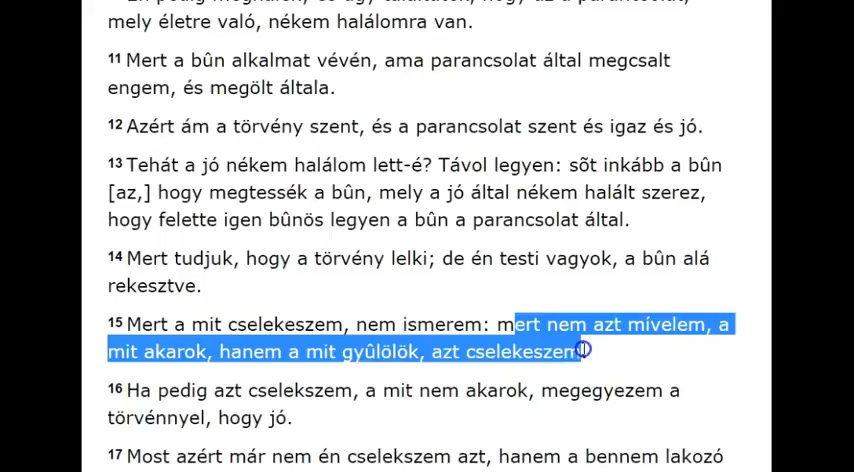 mely életre való, nékem halálomra van.
11 Mert a bûn alkalmat vévén, ama parancsolat által megcsalt
engem, és megölt általa.
12 Azért ám a törvény szent, és a parancsolat szent és igaz és jó.
13 Tehát a jó nékem halálom lett-é? Távol legyen: sõt inkább a bûn
[az,] hogy megtessék a bûn, mely a jó által nékem halált szerez,
hogy felette igen bûnös legyen a bûn a parancsolat által.
14 Mert tudjuk, hogy a törvény lelki; de én testi vagyok, a bûn alá
rekesztve.
15 Mert a mit cselekeszem, nem ismerem: mert nem azt mívelem, a
mit akarok, hanem a mit gyûlölök, azt cselekeszem
16 Ha pedig azt cselekszem, a mit nem akarok, megegyezem a
törvénnyel, hogy jó.
17 Most azért már nem én cselekszem azt, hanem a bennem lakozó